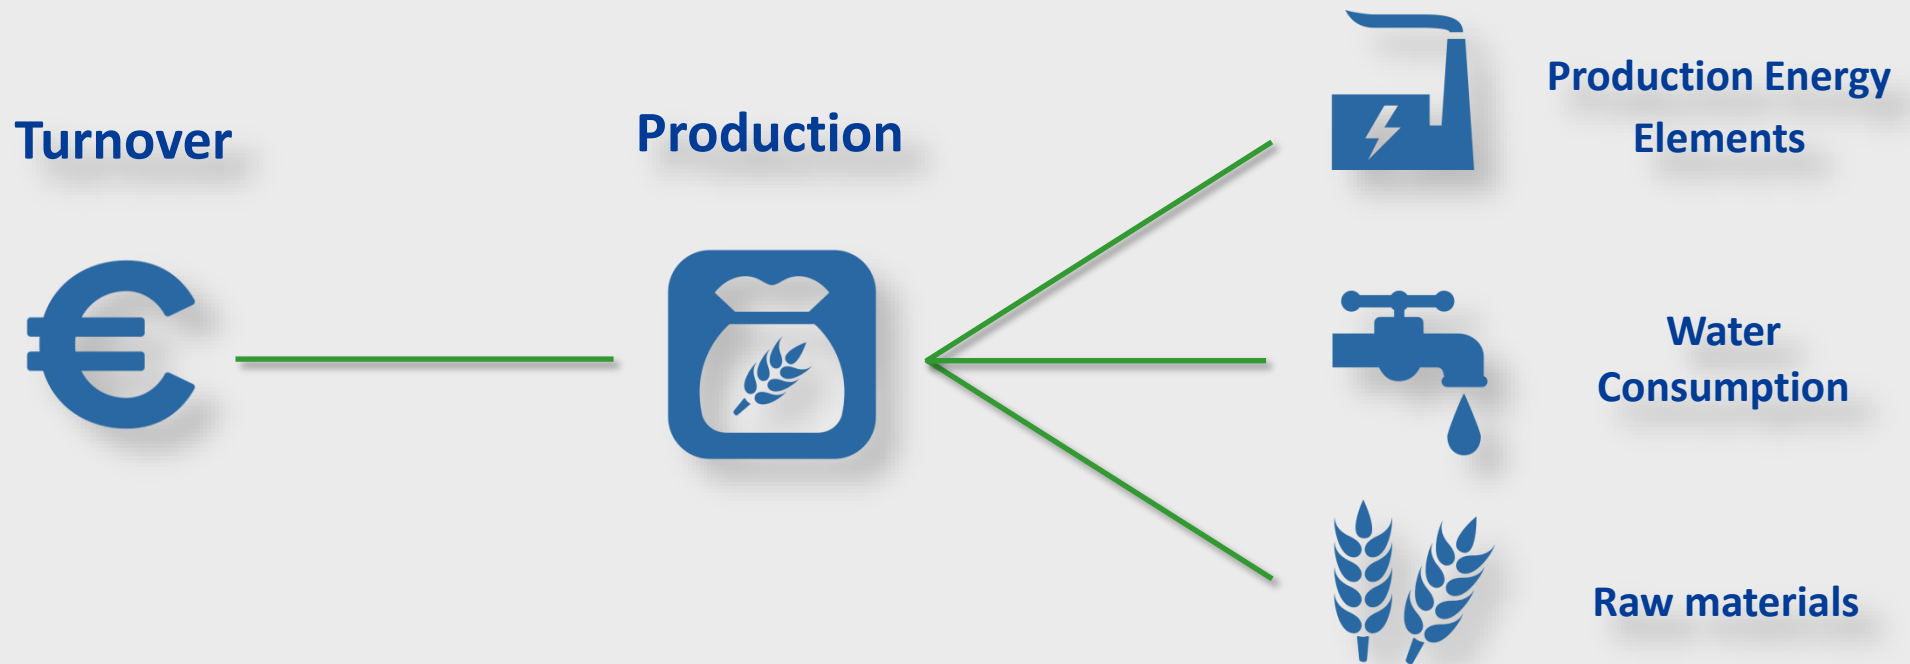 Turnover
Production
Production Energy
Elements
Water
Consumption
Raw materials